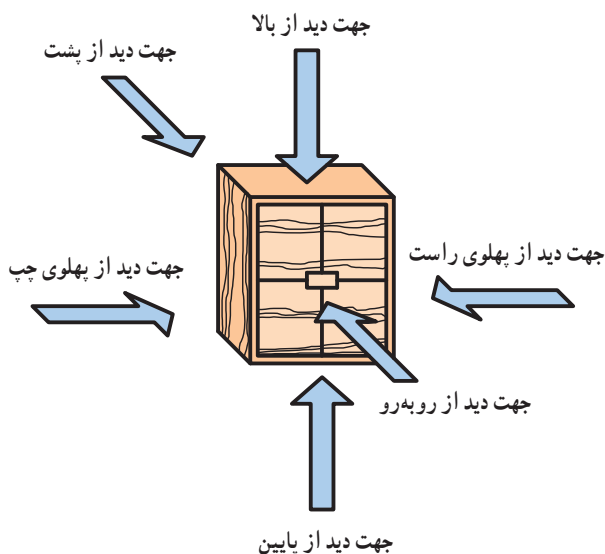 جهت دید از بالا
جهت دید از پشت
جهت دید از پهلوی راست
جهت دید از پهلوی چپ
جهت دید از روبه‌رو
جهت دید از پایین